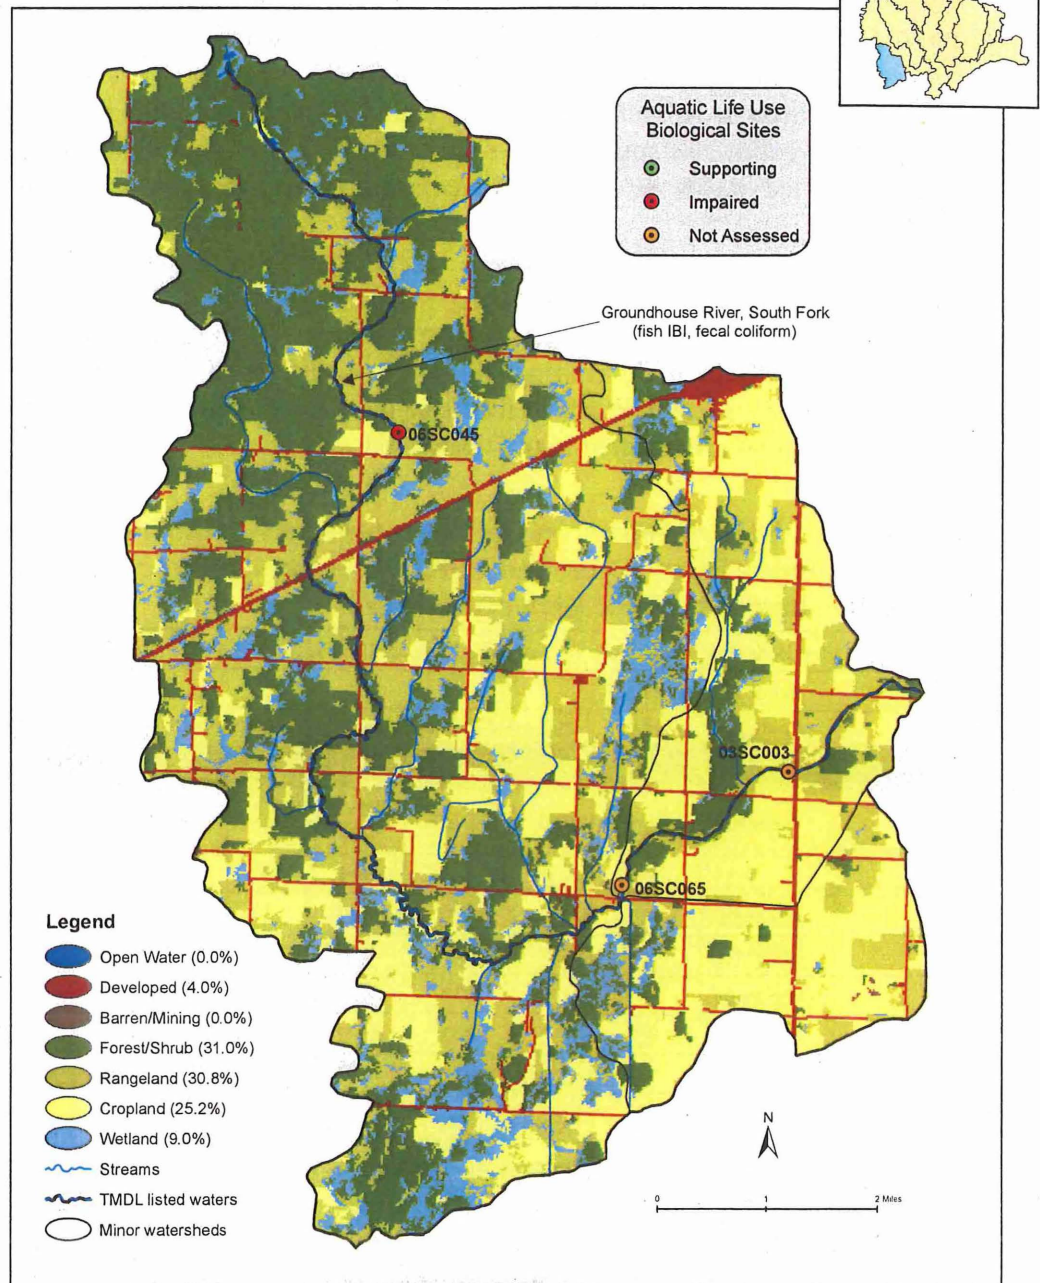 Aquatic Life Use
Biological Sites
Supporting
Impaired
Not Assessed
Groundhouse River, South Fork
(fish IBI, fecal coliform)
06SC045
03SC003
06SC065
Legend
Open Water (0.0%)
Developed (4.0%)
Barren/Mining (0.0%)
Forest/Shrub (31.0%)
Rangeland (30.8%)
Cropland (25.2%)
Wetland (9.0%)
Streams
TMDL listed waters
Minor watersheds
N
0 1 2 Miles